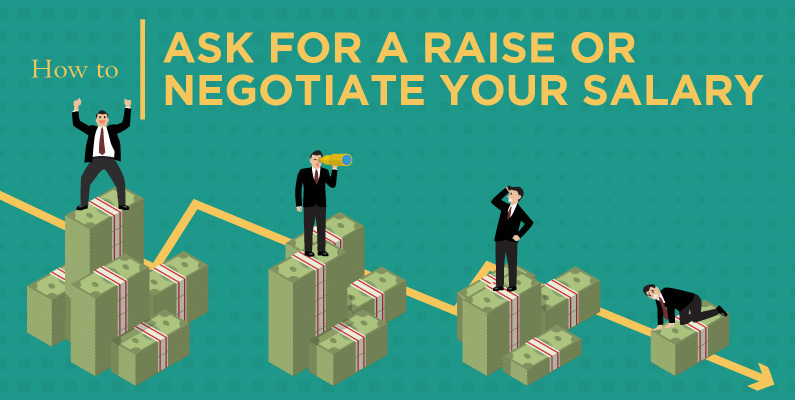 How to
ASK FOR A RAISE OR
NEGOTIATE YOUR SALARY